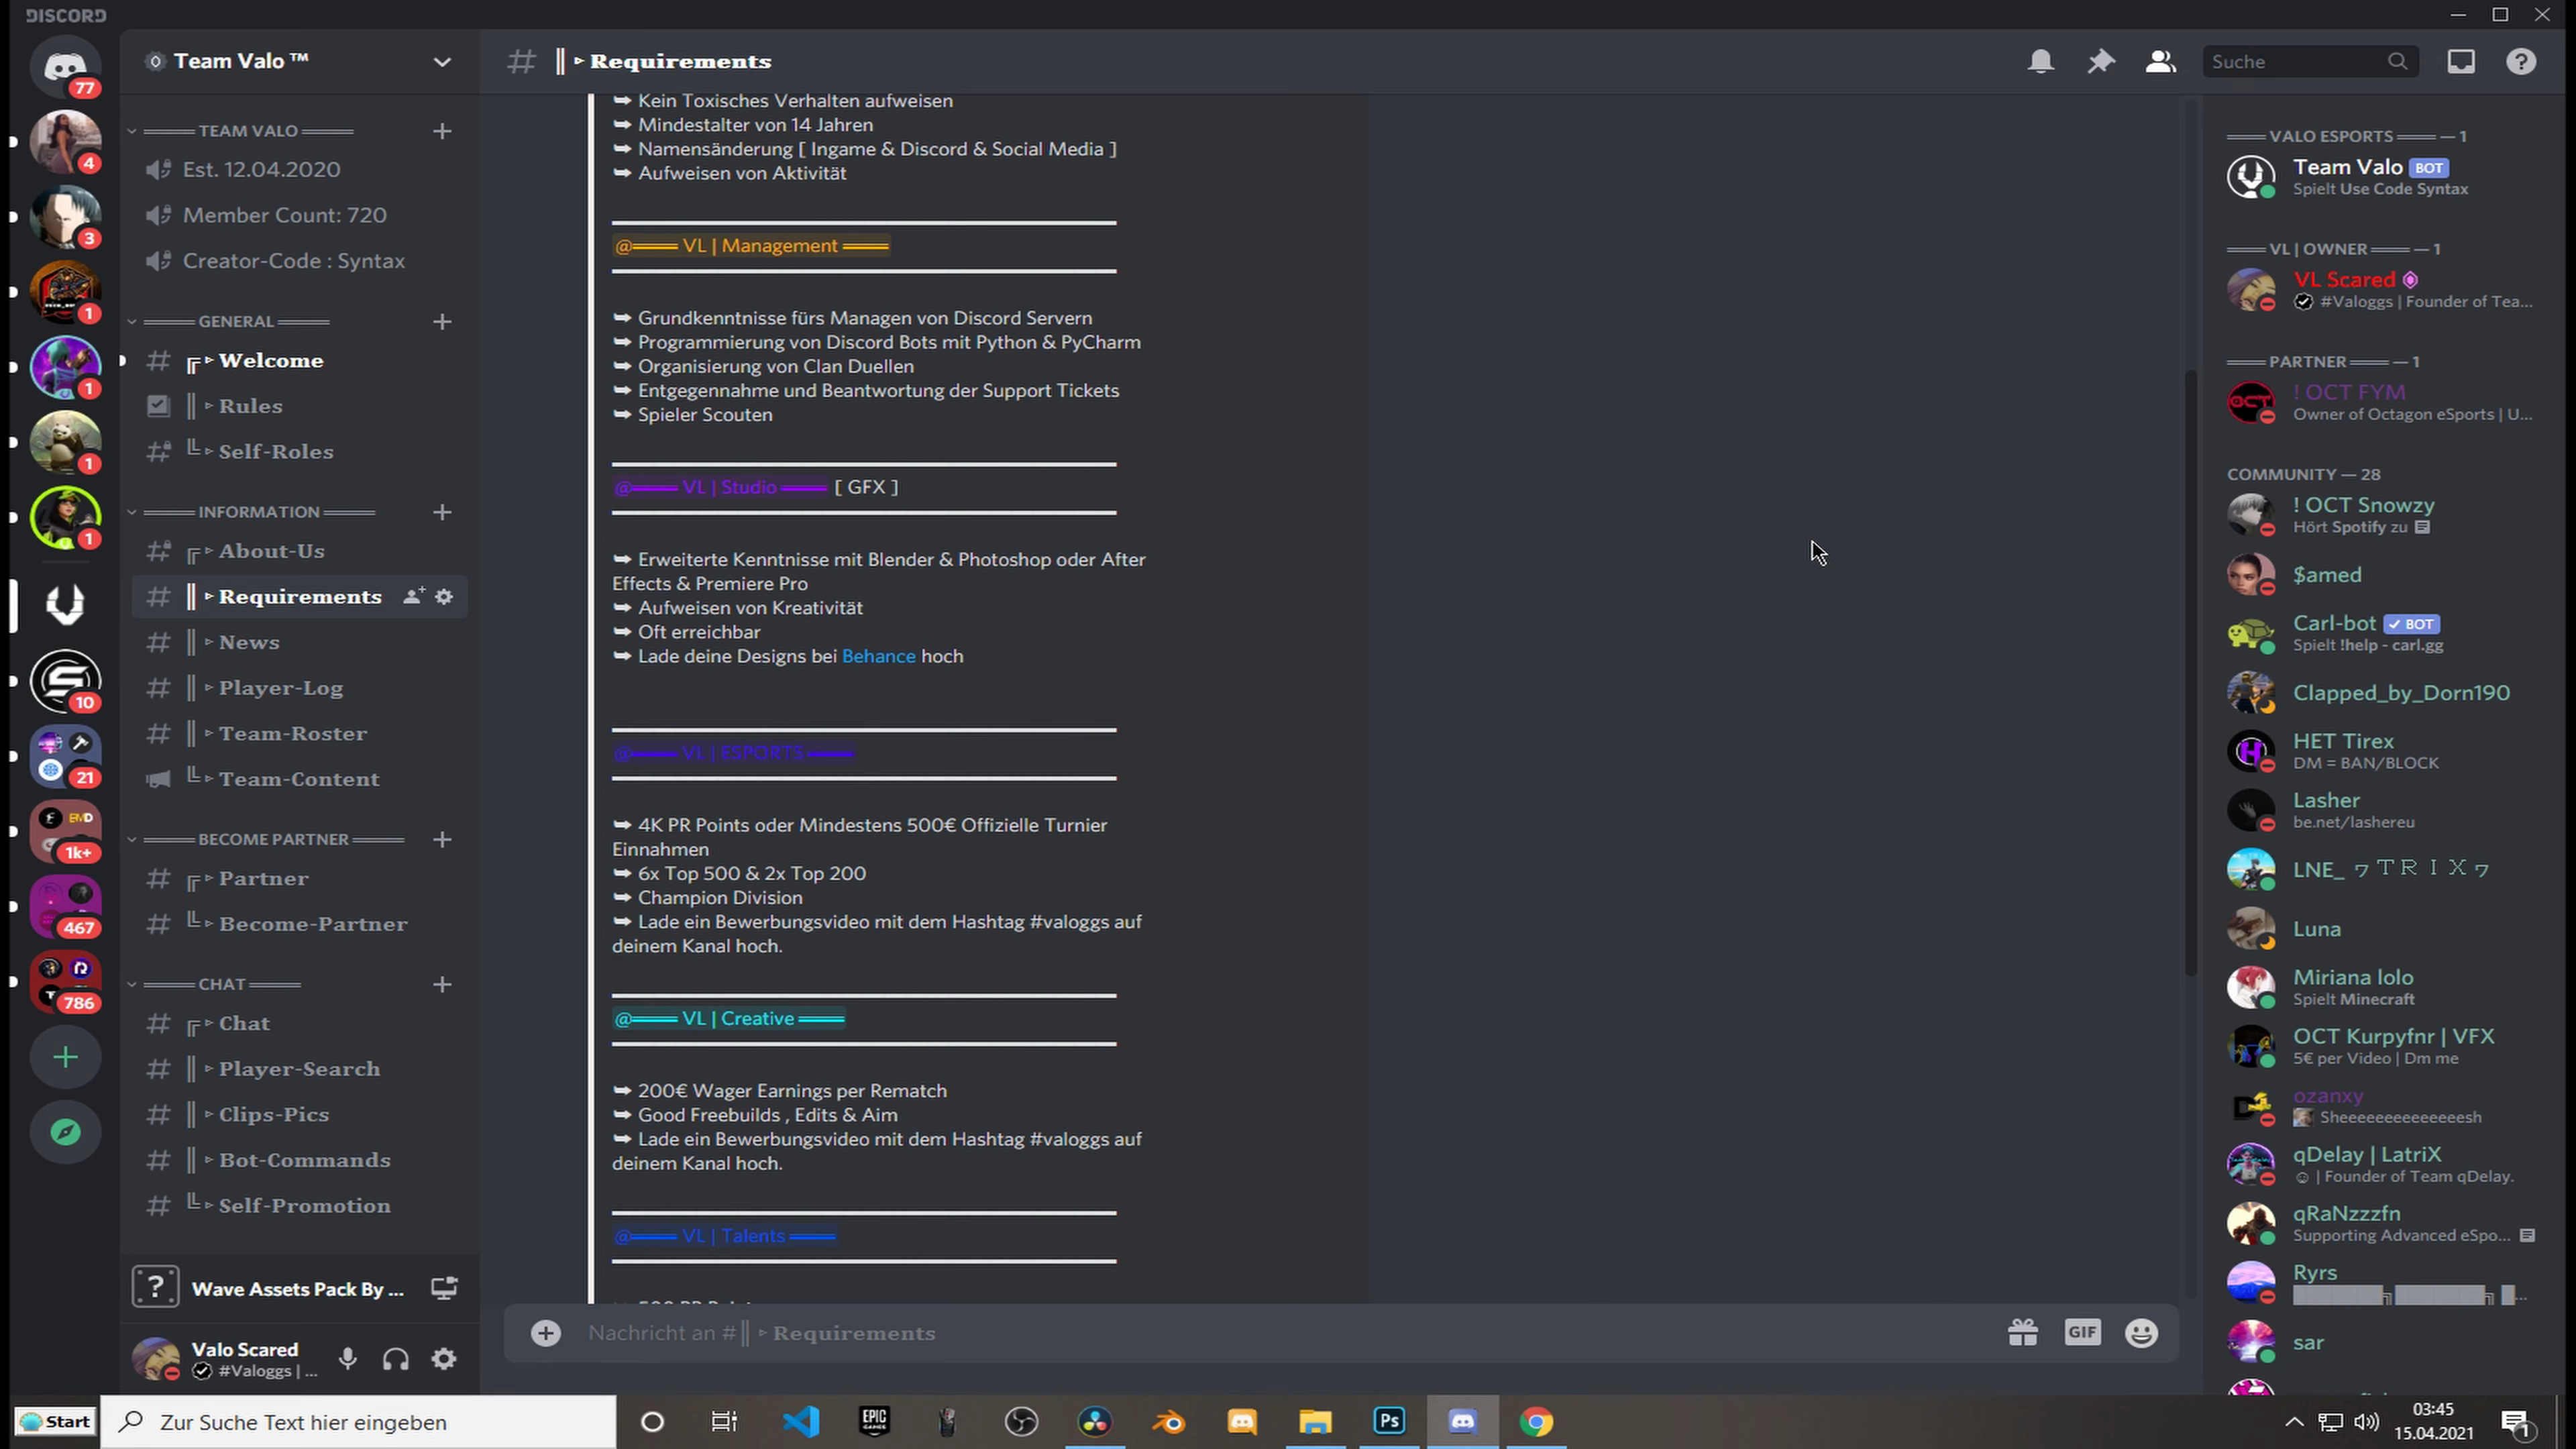 DISCORD
Team Valo ™
TEAM VALO
Est. 12.04.2020
Member Count: 720
Creator-Code : Syntax
GENERAL
Welcome
Rules
Self-Roles
INFORMATION
About-Us
Requirements
News
Player-Log
Team-Roster
Team-Content
BECOME PARTNER
Partner
Become-Partner
CHAT
Chat
Player-Search
Clips-Pics
Bot-Commands
Self-Promotion
Wave Assets Pack By ...
Valo Scared
#Valoggs | ...
77
4
3
1
1
1
1
10
21
1k+
467
786
Requirements
Suche
➥ Kein Toxisches Verhalten aufweisen
➥ Mindestalter von 14 Jahren
➥ Namensänderung [ Ingame & Discord & Social Media ]
➥ Aufweisen von Aktivität
@═══ VL | Management ═══
➥ Grundkenntnisse fürs Managen von Discord Servern
➥ Programmierung von Discord Bots mit Python & PyCharm
➥ Organisierung von Clan Duellen
➥ Entgegennahme und Beantwortung der Support Tickets
➥ Spieler Scouten
@═══ VL | Studio ═══ [ GFX ]
➥ Erweiterte Kenntnisse mit Blender & Photoshop oder After
Effects & Premiere Pro
➥ Aufweisen von Kreativität
➥ Oft erreichbar
➥ Lade deine Designs bei Behance hoch
@═══ VL | ESPORTS ═══
➥ 4K PR Points oder Mindestens 500€ Offizielle Turnier
Einnahmen
➥ 6x Top 500 & 2x Top 200
➥ Champion Division
➥ Lade ein Bewerbungsvideo mit dem Hashtag #valoggs auf
deinem Kanal hoch.
@═══ VL | Creative ═══
➥ 200€ Wager Earnings per Rematch
➥ Good Freebuilds , Edits & Aim
➥ Lade ein Bewerbungsvideo mit dem Hashtag #valoggs auf
deinem Kanal hoch.
@═══ VL | Talents ═══
Nachricht an #║▹Requirements
GIF
VALO ESPORTS — 1
Team Valo BOT
Spielt Use Code Syntax
VL | OWNER — 1
VL Scared
#Valoggs | Founder of Tea...
PARTNER — 1
! OCT FYM
Owner of Octagon eSports | U...
COMMUNITY — 28
! OCT Snowzy
Hört Spotify zu
$amed
Carl-bot ✓ BOT
Spielt !help - carl.gg
Clapped_by_Dorn190
HET Tirex
DM = BAN/BLOCK
Lasher
be.net/lashereu
LNE_ ヮＴＲＩＸヮ
Luna
Miriana lolo
Spielt Minecraft
OCT Kurpyfnr | VFX
5€ per Video | Dm me
ozanxy
Sheeeeeeeeeeeeeesh
qDelay | LatriX
☺ | Founder of Team qDelay.
qRaNzzzfn
Supporting Advanced eSpo...
Ryrs
sar
Start
Zur Suche Text hier eingeben
EPIC
GAMES
Ps
03:45
15.04.2021
1